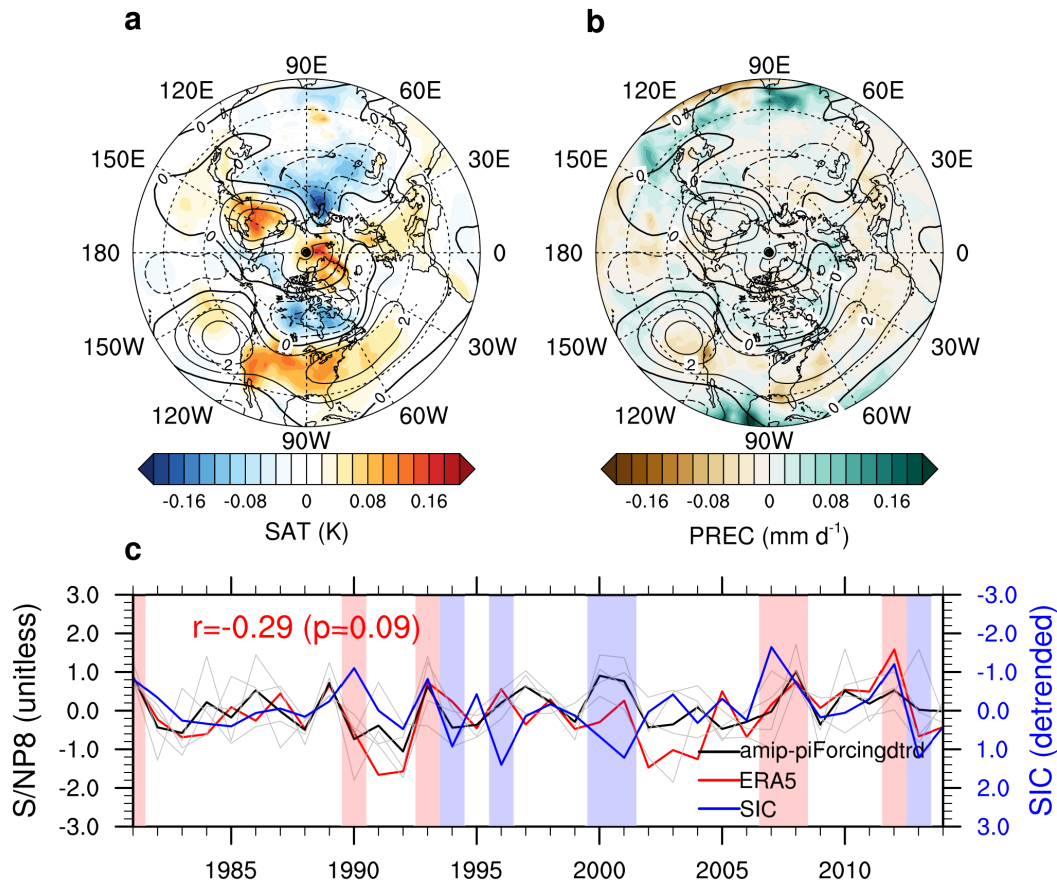 a b
90E 90E
120E 60E 120E 60E
150E 30E 150E 30E
180 0 180 0
150W 30W 150W 30W
120W 60W 120W 60W
90W 90W
-0.16 -0.08 0 0.08 0.16 -0.16 -0.08 0 0.08 0.16
SAT (K) PREC (mm d⁻¹)
c
S/NP8 (unitless)
3.0
2.0
1.0
0.0
-1.0
-2.0
-3.0
r=-0.29 (p=0.09)
amip-piForcingdtrd
ERA5
SIC
-3.0
-2.0
-1.0
0.0
1.0
2.0
3.0
SIC (detrended)
1985 1990 1995 2000 2005 2010